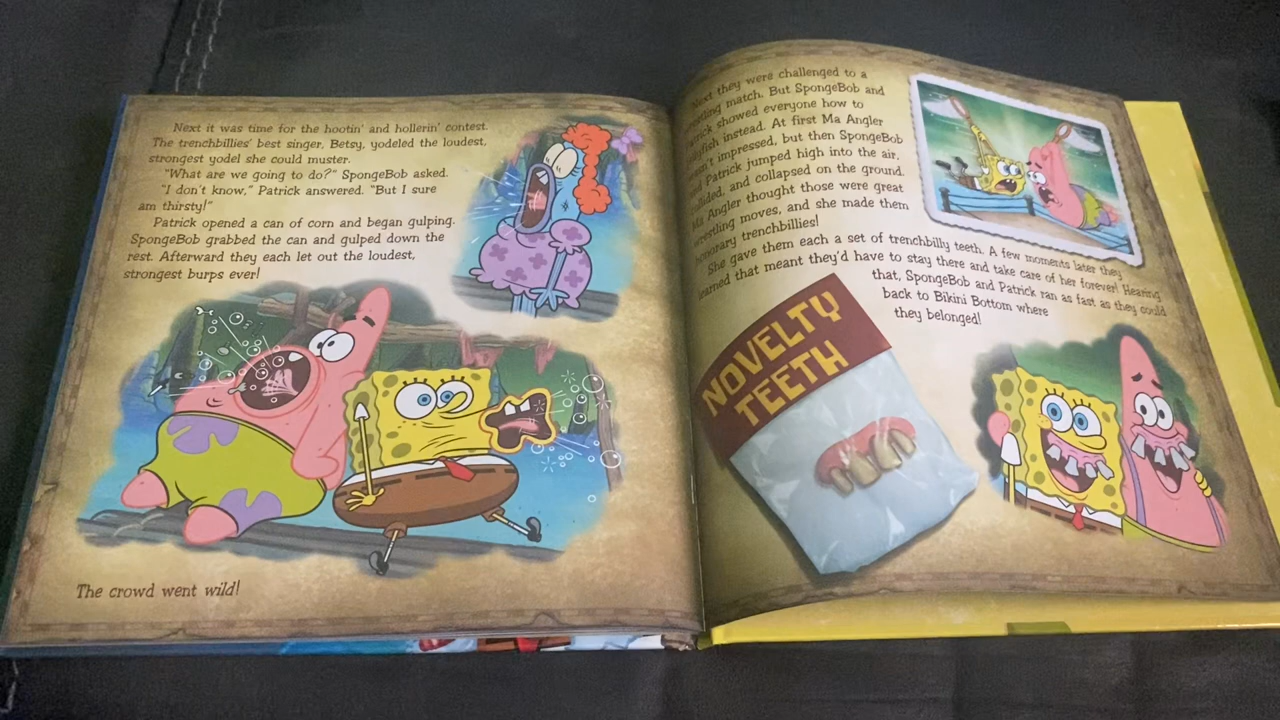 Next it was time for the hootin' and hollerin' contest.
The trenchbillies' best singer, Betsy, yodeled the loudest,
strongest yodel she could muster.
"What are we going to do?" SpongeBob asked.
"I don't know," Patrick answered. "But I sure
am thirsty!"
Patrick opened a can of corn and began gulping.
SpongeBob grabbed the can and gulped down the
rest. Afterward they each let out the loudest,
strongest burps ever!
The crowd went wild!
Next they were challenged to a
match. But SpongeBob and
showed everyone how to
instead. At first Ma Angler
impressed, but then SpongeBob
Patrick jumped high into the air,
collided, and collapsed on the ground.
Ma Angler thought those were great
wrestling moves, and she made them
honorary trenchbillies!
She gave them each a set of trenchbilly teeth. A few moments later they
learned that meant they'd have to stay there and take care of her forever! Hearing
that, SpongeBob and Patrick ran as fast as they could
back to Bikini Bottom where
they belonged!
NOVELTY
TEETH